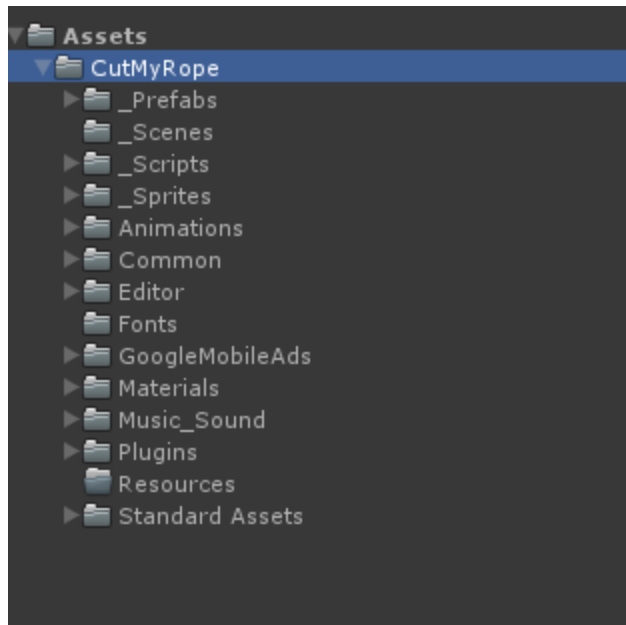 Assets
CutMyRope
_Prefabs
_Scenes
_Scripts
_Sprites
Animations
Common
Editor
Fonts
GoogleMobileAds
Materials
Music_Sound
Plugins
Resources
Standard Assets